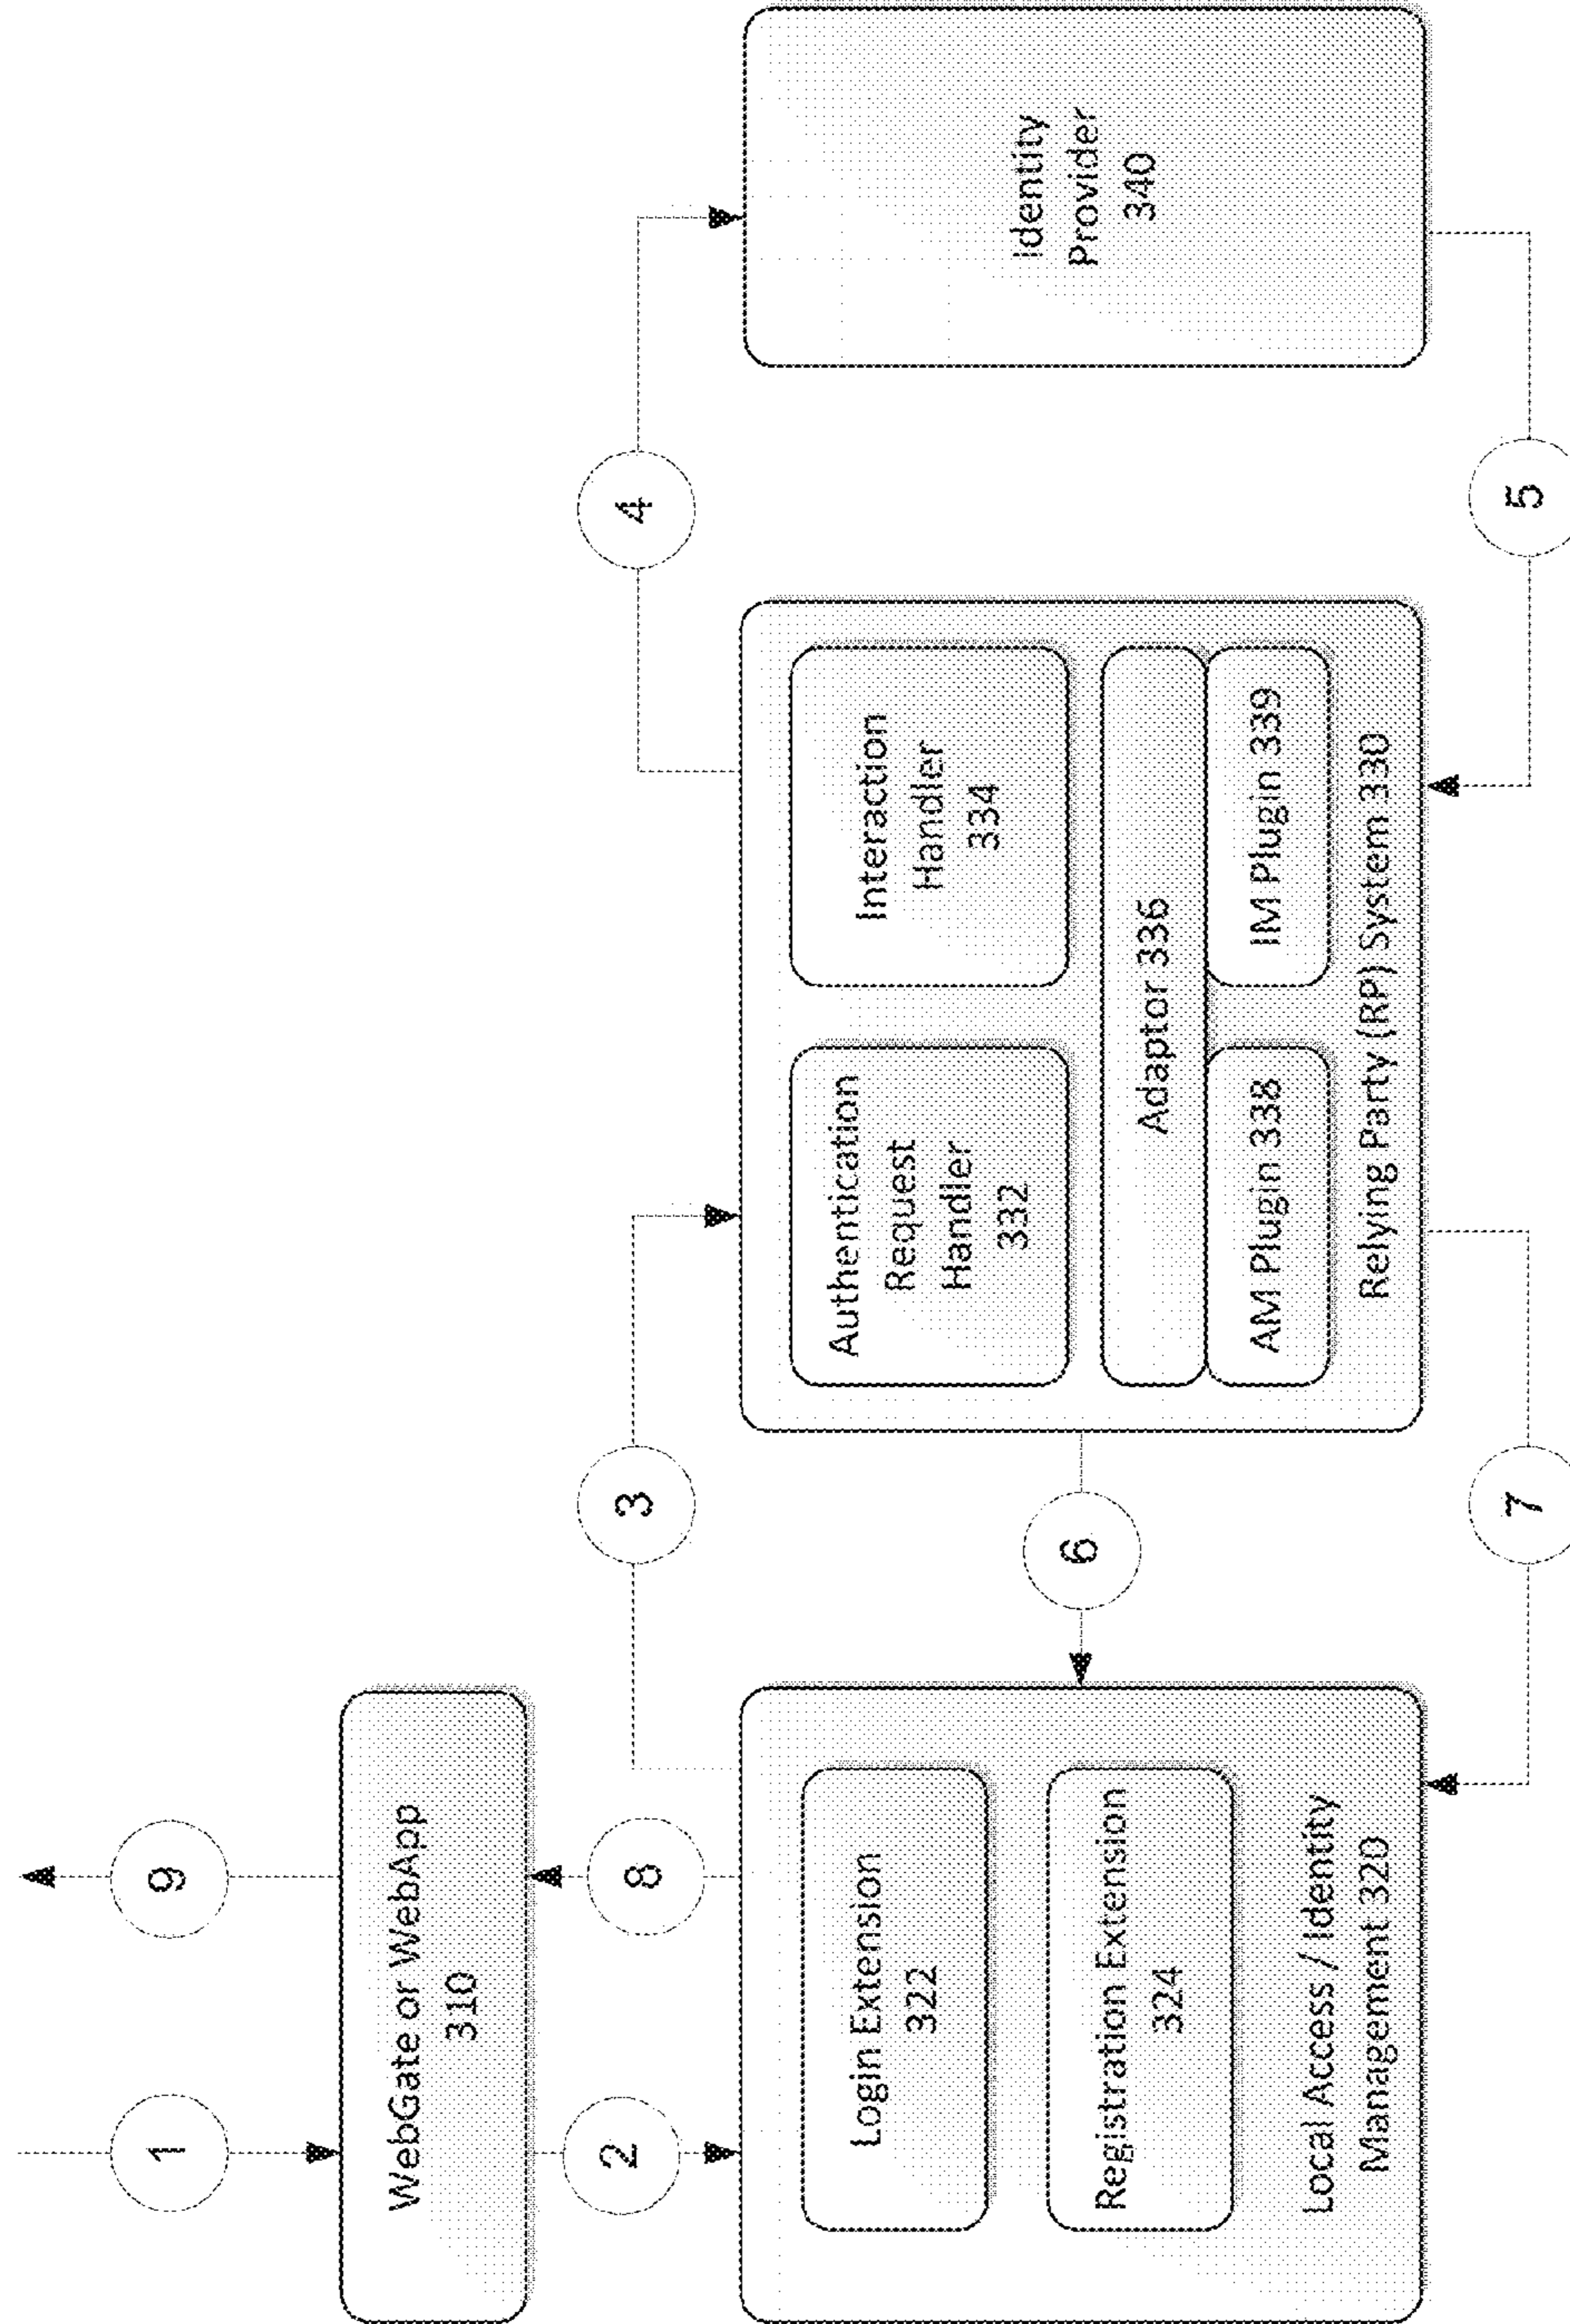 1
9
WebGate or WebApp
310
2
8
3
4
Login Extension
322
Registration Extension
324
Local Access / Identity
Management 320
6
Authentication
Request
Handler
332
Interaction
Handler
334
Adaptor 336
AM Plugin 338
IM Plugin 339
Relying Party (RP) System 330
Identity
Provider
340
7
5